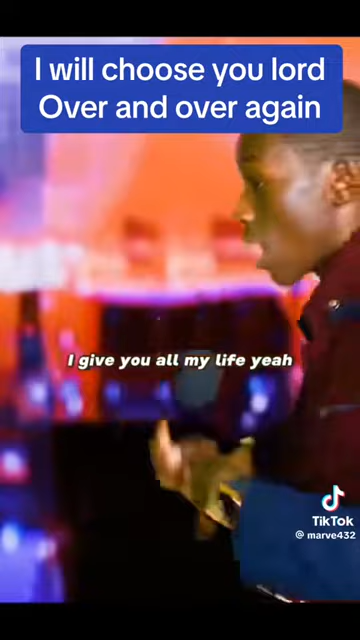 I will choose you lord
Over and over again
I give you all my life yeah
TikTok
@ marve432